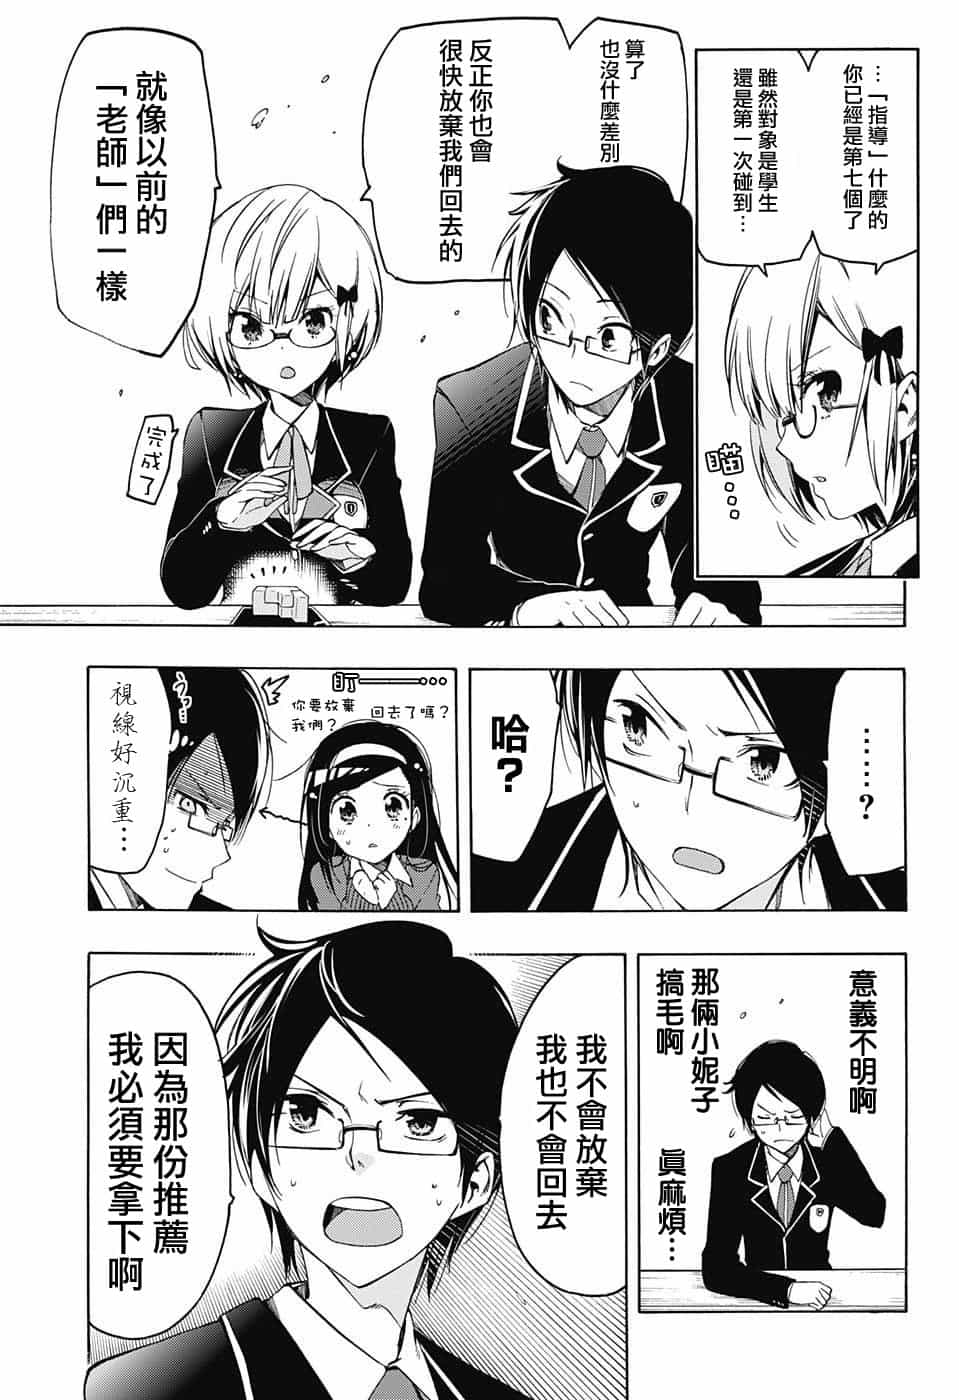 …「指導」什麼的
你已經是第七個了
雖然對象是學生
還是第一次碰到…
瞄…
算了
也沒什麼差別
反正你也會
很快放棄我們回去的
就像以前的
「老師」們一樣
完成了
……?
哈?
盯——…
回去了嗎?
你要放棄
我們?
視線好沉重…
意義不明啊
那倆小妮子
搞毛啊
真麻煩…
我不會放棄
我也不會回去
因為那份推薦
我必須要拿下啊